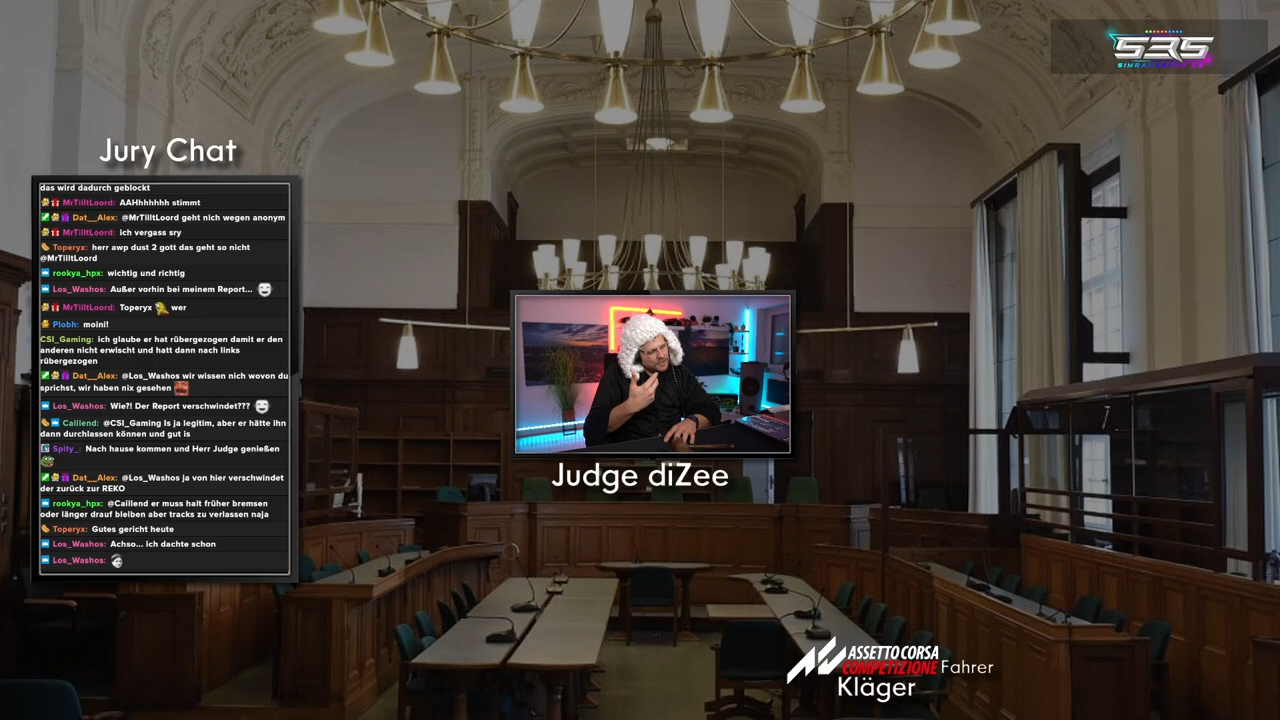 S3S
Jury Chat
das wird dadurch geblockt
MrTiiltLoord: AAHhhhhhh stimmt
Dat__Alex: @MrTiiltLoord geht nich wegen anonym
MrTiiltLoord: ich vergass sry
Toperyx: herr awp dust 2 gott das geht so nicht
@MrTiiltLoord
rookya_hpx: wichtig und richtig
Los_Washos: Außer vorhin bei meinem Report...
MrTiiltLoord: Toperyx wer
Plobh: moini!
CSI_Gaming: ich glaube er hat rübergezogen damit er den
anderen nicht erwischt und hatt dann nach links
rübergezogen
Dat__Alex: @Los_Washos wir wissen nich wovon du
sprichst, wir haben nix gesehen
Los_Washos: Wie?! Der Report verschwindet???
Caillend: @CSI_Gaming Is ja legitim, aber er hätte ihn
dann durchlassen können und gut is
Spity_: Nach hause kommen und Herr Judge genießen
Dat__Alex: @Los_Washos ja von hier verschwindet
der zurück zur REKO
rookya_hpx: @Caillend er muss halt früher bremsen
oder länger drauf bleiben aber tracks zu verlassen naja
Toperyx: Gutes gericht heute
Los_Washos: Achso... ich dachte schon
Los_Washos:
Judge diZee
ASSETTO CORSA
COMPETIZIONE Fahrer
Kläger